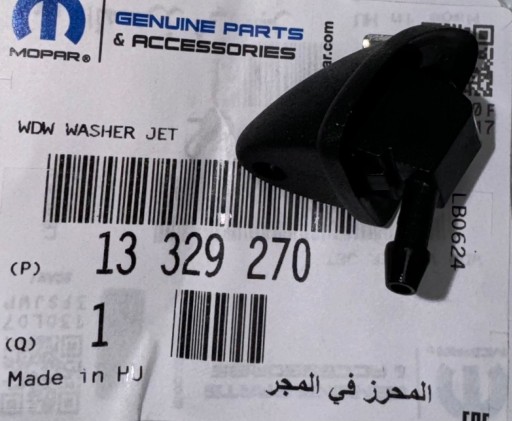 MOPAR®
GENUINE PARTS
& ACCESSORIES
WDW WASHER JET
(P) 13 329 270
LB0624
(Q) 1
Made in HU
المحرز في المجر